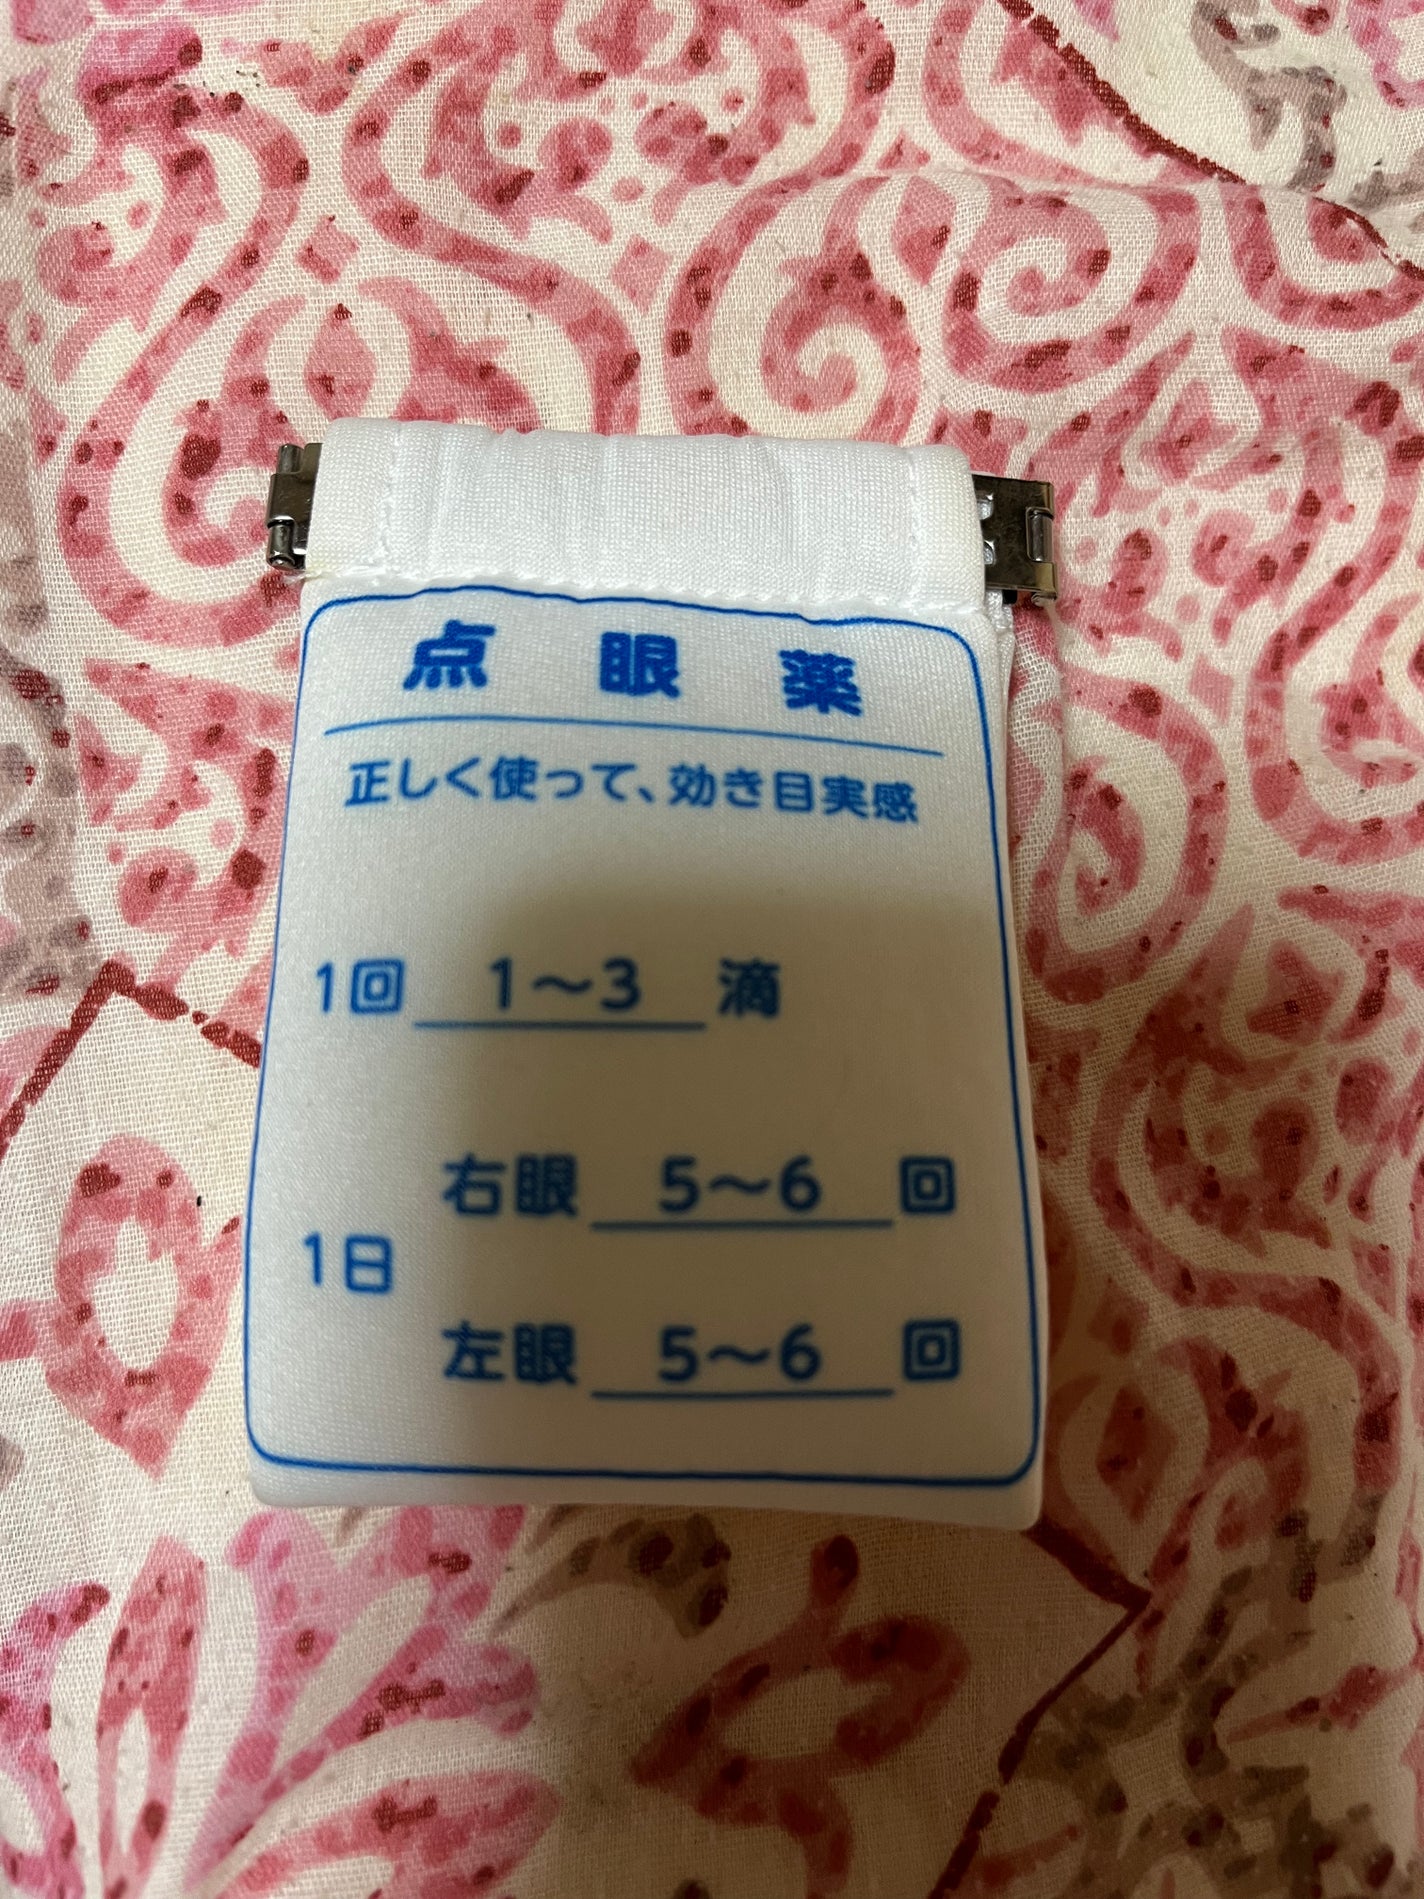 点眼薬
正しく使って、効き目実感
1回 1〜3 滴
1日
右眼 5〜6 回
左眼 5〜6 回